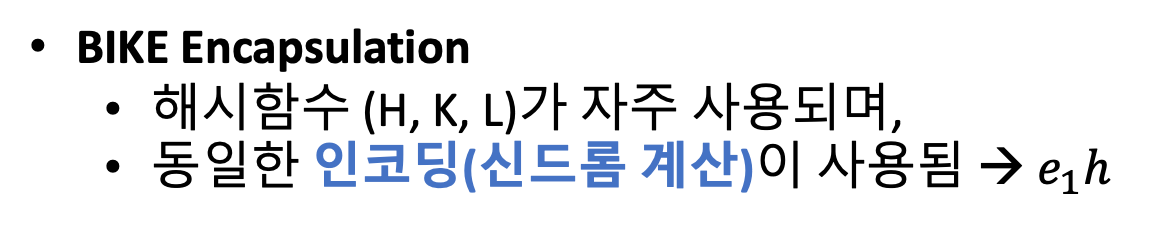 • BIKE Encapsulation
• 해시함수 (H, K, L)가 자주 사용되며,
• 동일한 인코딩(신드롬 계산)이 사용됨 → e₁h